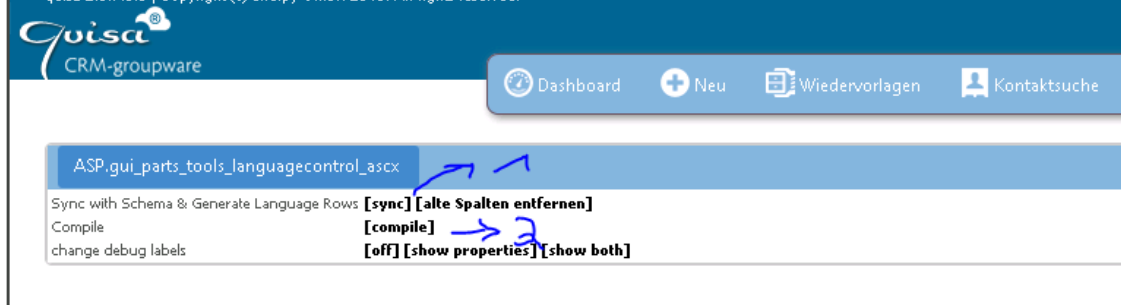 Quisa®
CRM-groupware
Dashboard
Neu
Wiedervorlagen
Kontaktsuche
ASP.gui_parts_tools_languagecontrol_ascx
1
Sync with Schema & Generate Language Rows [sync] [alte Spalten entfernen]
Compile [compile]
2
change debug labels [off] [show properties] [show both]